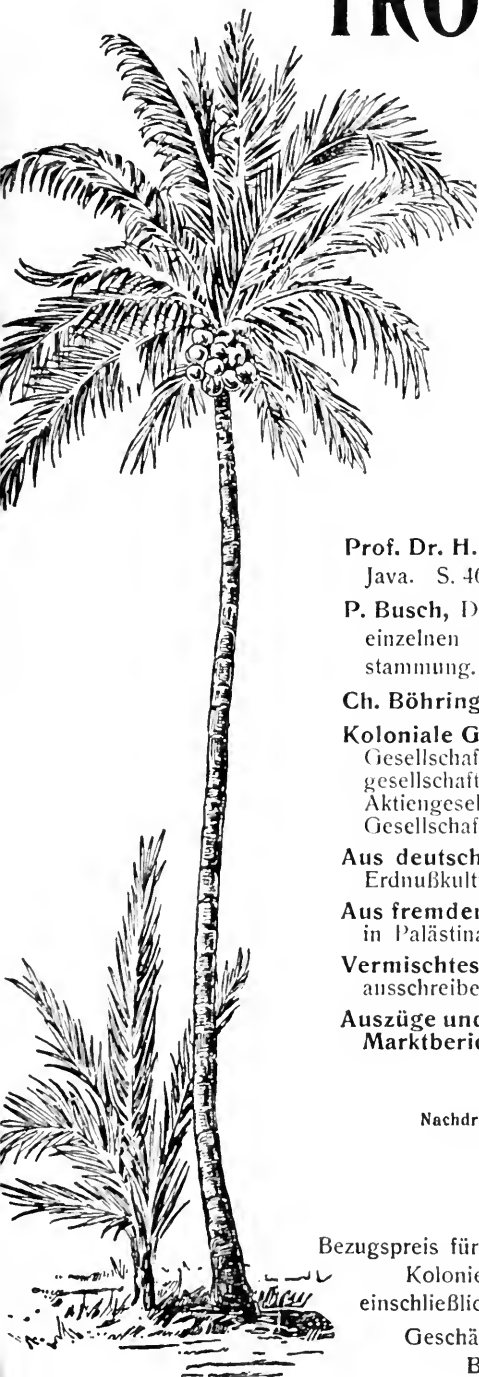 TRO
Prof. Dr. H.
Java. S. 46
P. Busch, D
einzelnen
stammung.
Ch. Böhring
Koloniale G
Gesellschaf
gesellschaft
Aktiengesel
Gesellschaf
Aus deutsch
Erdnußkult
Aus fremder
in Palästina
Vermischtes
ausschreibe
Auszüge und
Marktberic
Nachdr
Bezugspreis für
Kolonie
einschließlic
Geschä
B